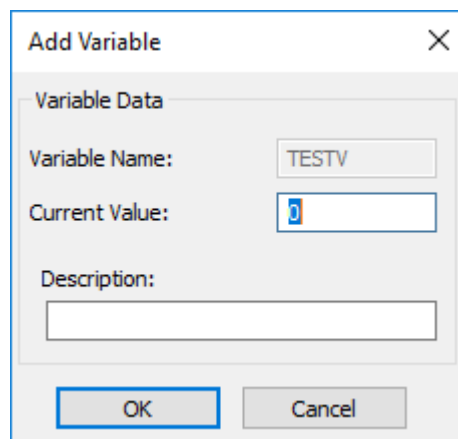 Add Variable
Variable Data
Variable Name: TESTV
Current Value: 0
Description:
OK Cancel